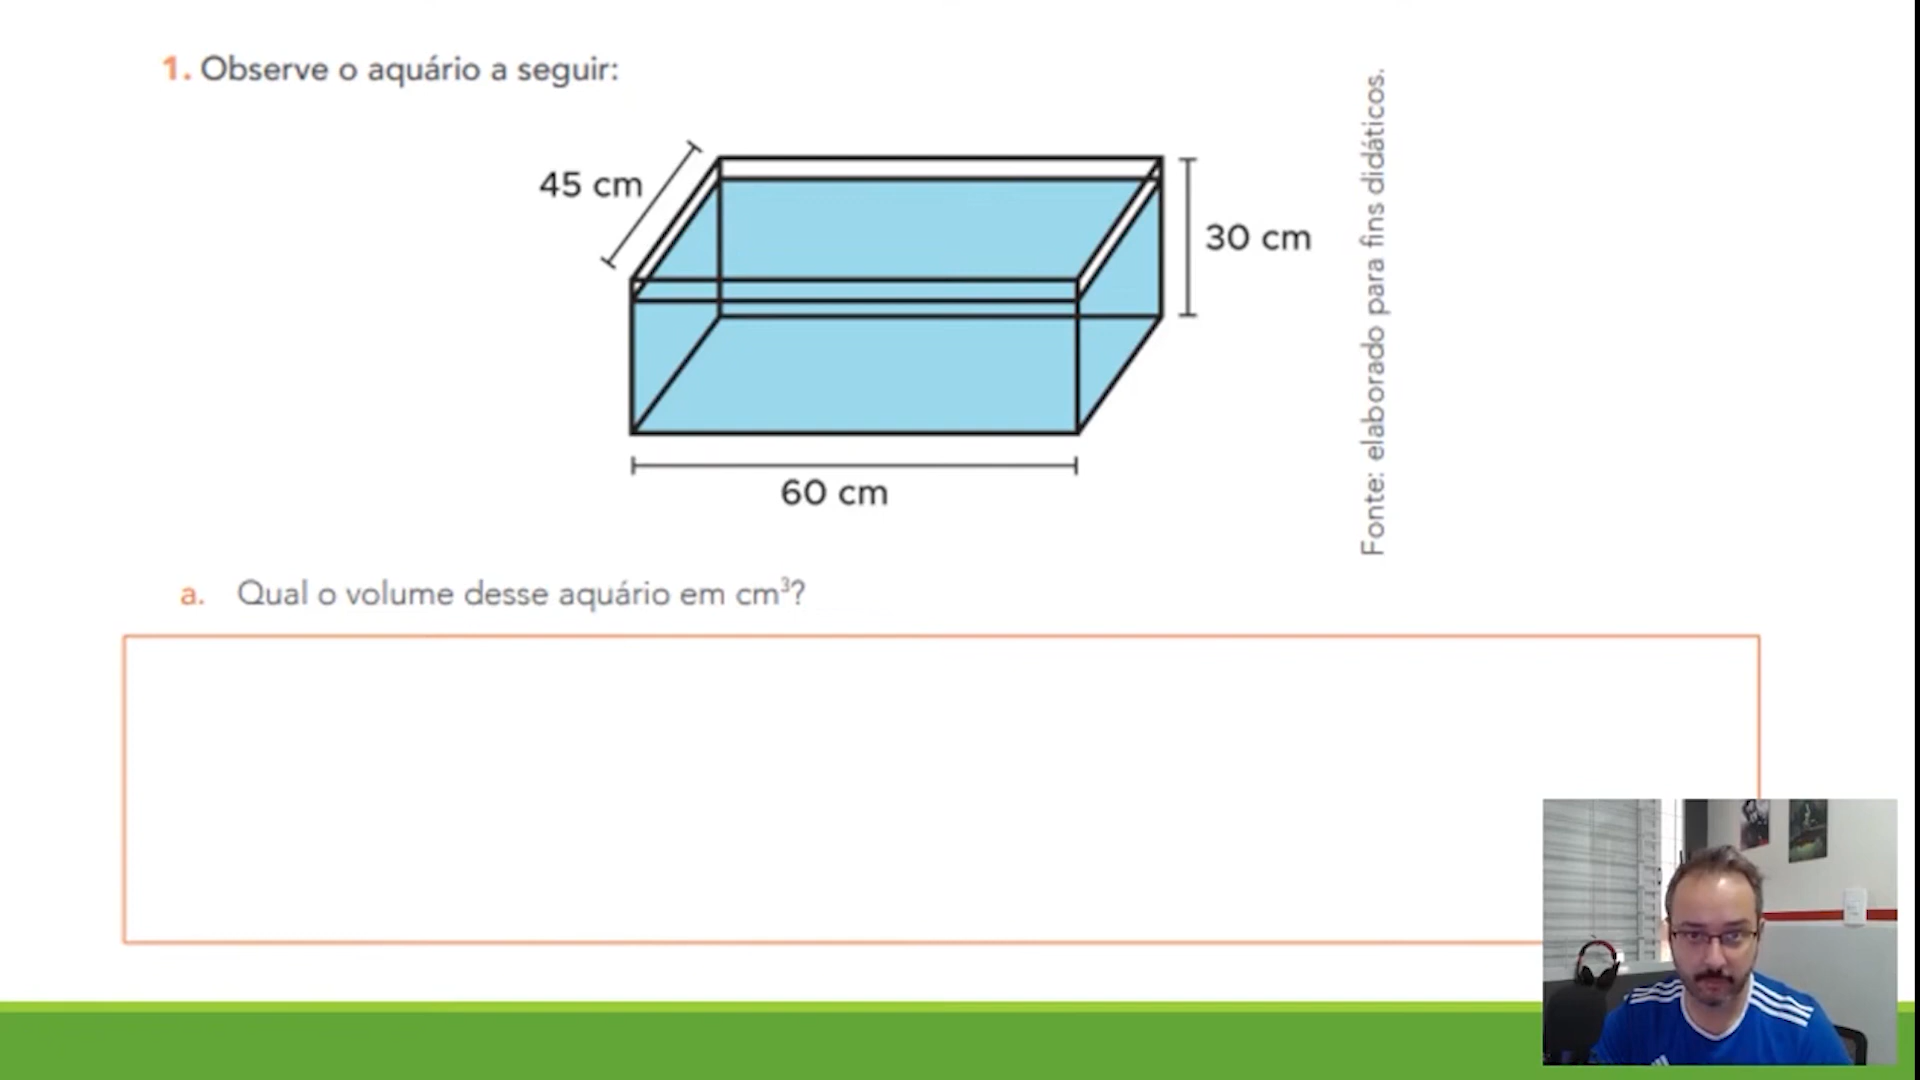 1. Observe o aquário a seguir:
45 cm
30 cm
60 cm
Fonte: elaborado para fins didáticos.
a. Qual o volume desse aquário em cm³?